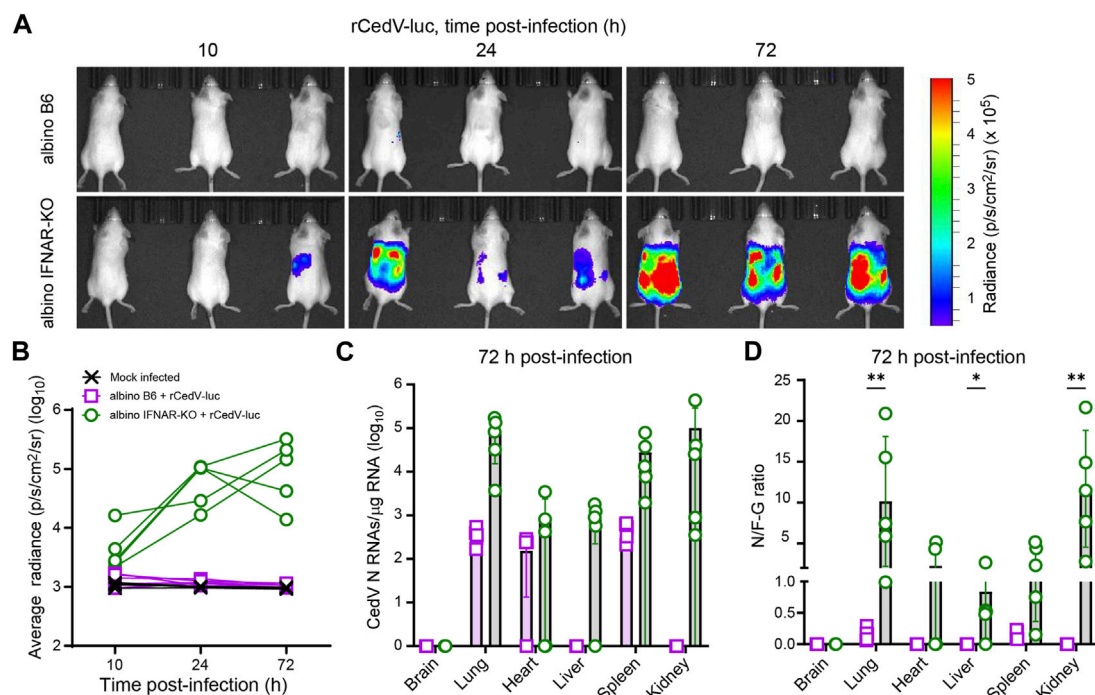 A
rCedV-luc, time post-infection (h)
10 24 72
albino B6
albino IFNAR-KO
5
4
3
2
1
Radiance (p/s/cm2/sr) (x 10⁵)
B
Mock infected
albino B6 + rCedV-luc
albino IFNAR-KO + rCedV-luc
Average radiance (p/s/cm²/sr) (log₁₀)
6
5
4
3
2
10 24 72
Time post-infection (h)
C
72 h post-infection
CedV N RNAs/µg RNA (log₁₀)
6
5
4
3
2
1
0
Brain Lung Heart Liver Spleen Kidney
D
72 h post-infection
** * **
N/F-G ratio
25
20
15
10
5
1.0
0.5
0.0
Brain Lung Heart Liver Spleen Kidney